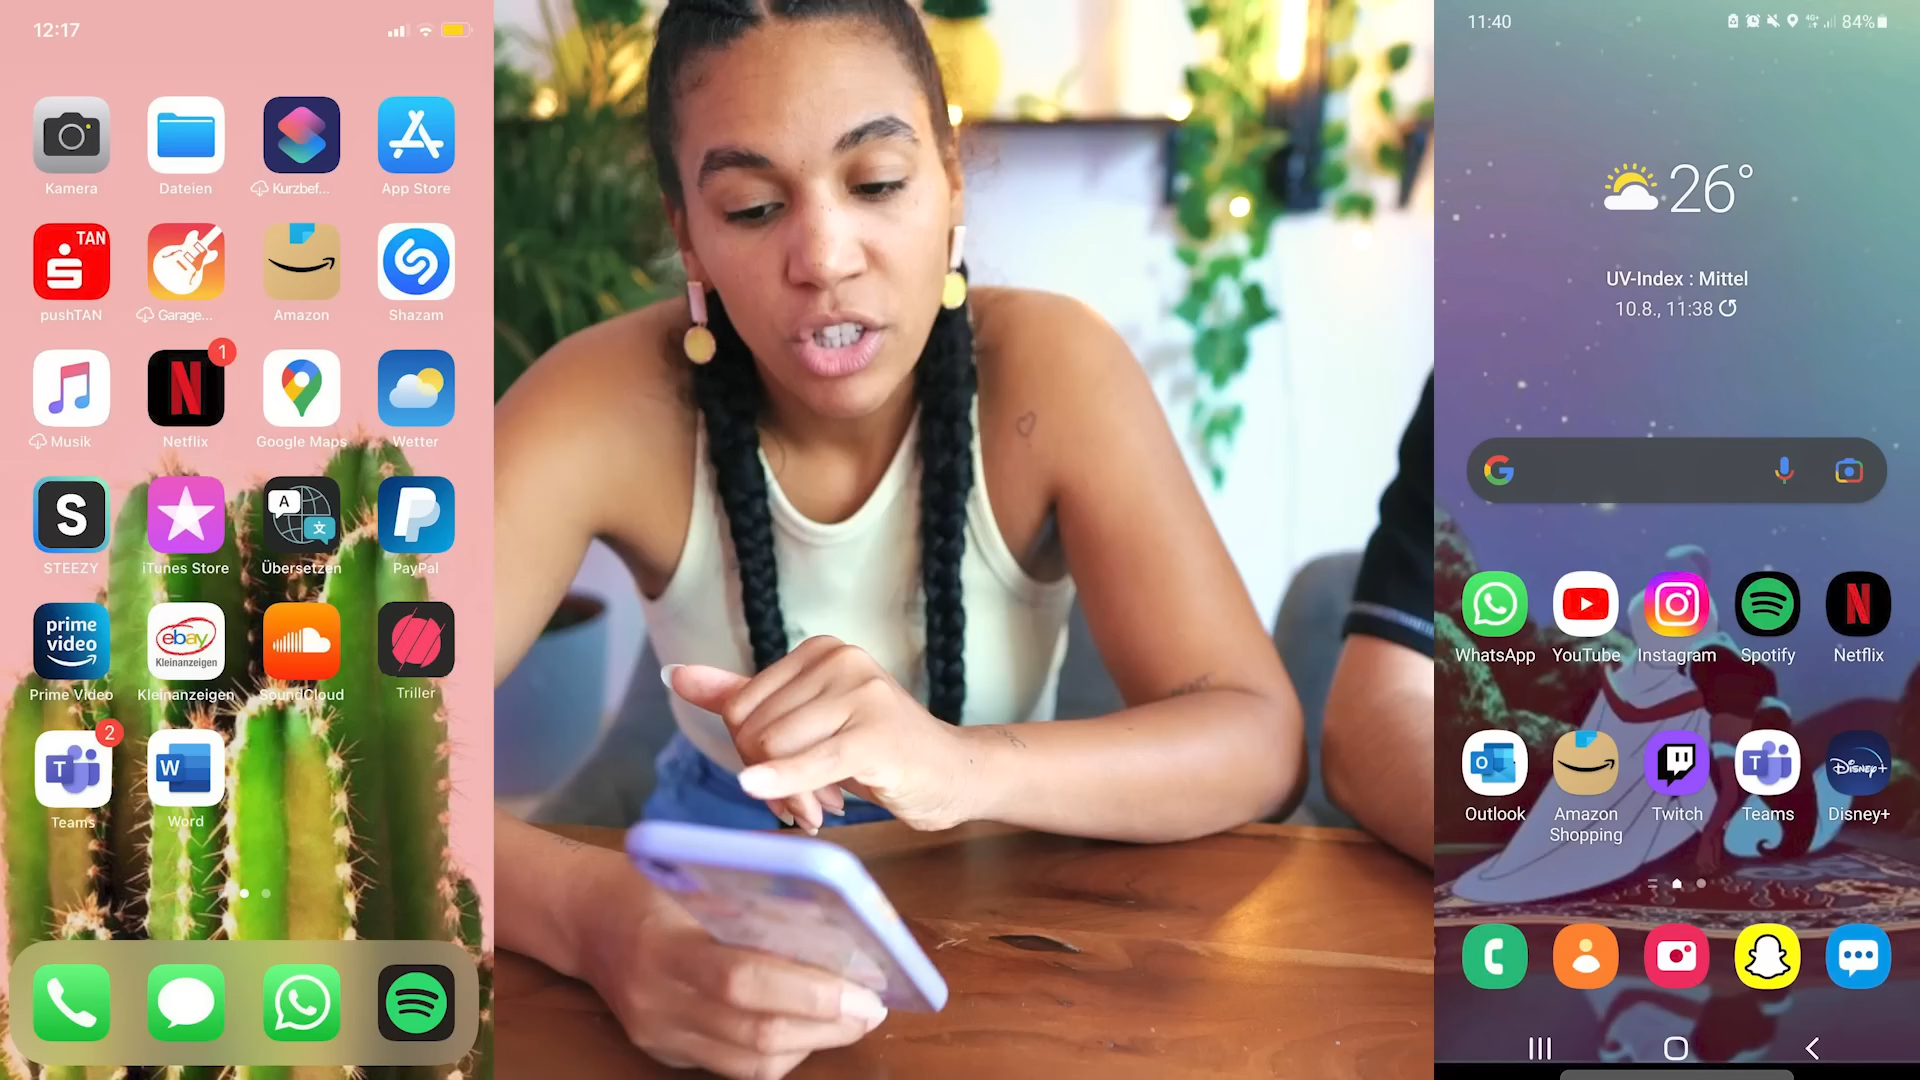 12:17
Kamera
Dateien
Kurzbef...
App Store
TAN
pushTAN
Garage...
Amazon
Shazam
1
Musik
Netflix
Google Maps
Wetter
S
A
文
STEEZY
iTunes Store
Übersetzen
PayPal
prime
video
ebay
Kleinanzeigen
Prime Video
Kleinanzeigen
SoundCloud
Triller
2
T
W
Teams
Word
11:40
4G+
84%
26°
UV-Index : Mittel
10.8., 11:38
WhatsApp
YouTube
Instagram
Spotify
Netflix
O
T
Disney+
Outlook
Amazon
Shopping
Twitch
Teams
Disney+